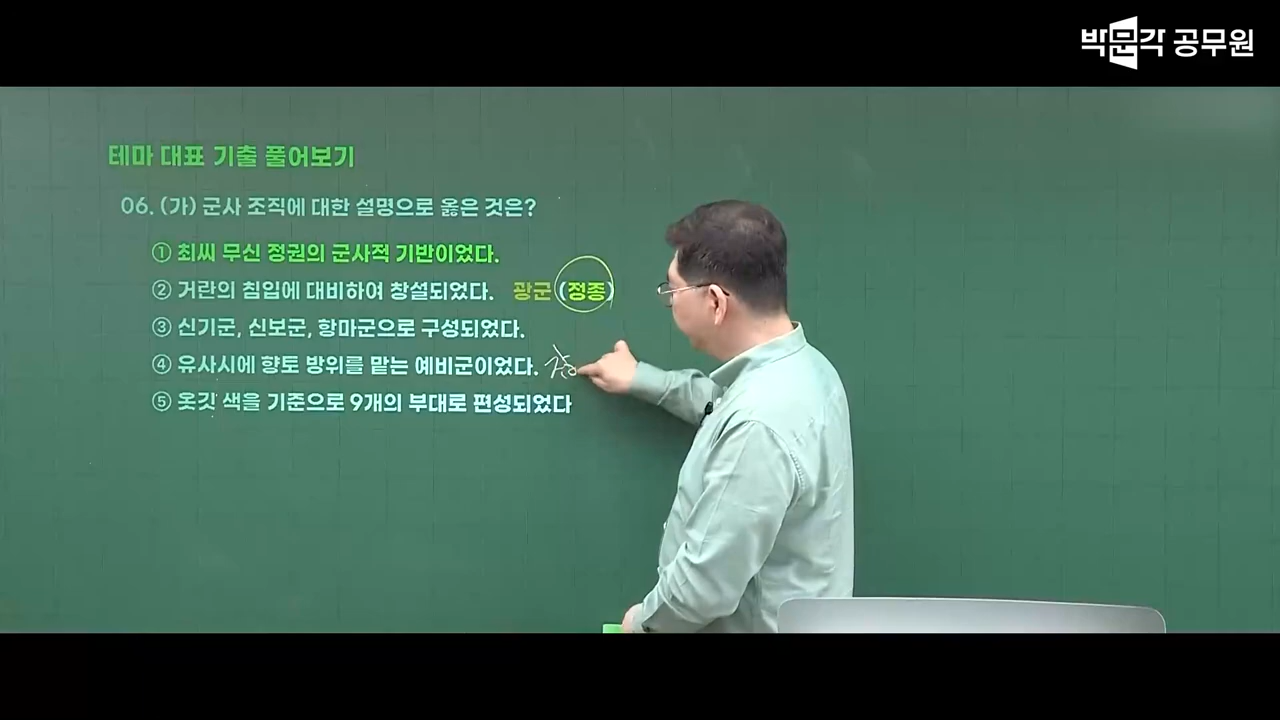 박문각 공무원
테마 대표 기출 풀어보기
06. (가) 군사 조직에 대한 설명으로 옳은 것은?
① 최씨 무신 정권의 군사적 기반이었다.
② 거란의 침입에 대비하여 창설되었다. 광군 (정종)
③ 신기군, 신보군, 항마군으로 구성되었다.
④ 유사시에 향토 방위를 맡는 예비군이었다.
⑤ 옷깃 색을 기준으로 9개의 부대로 편성되었다